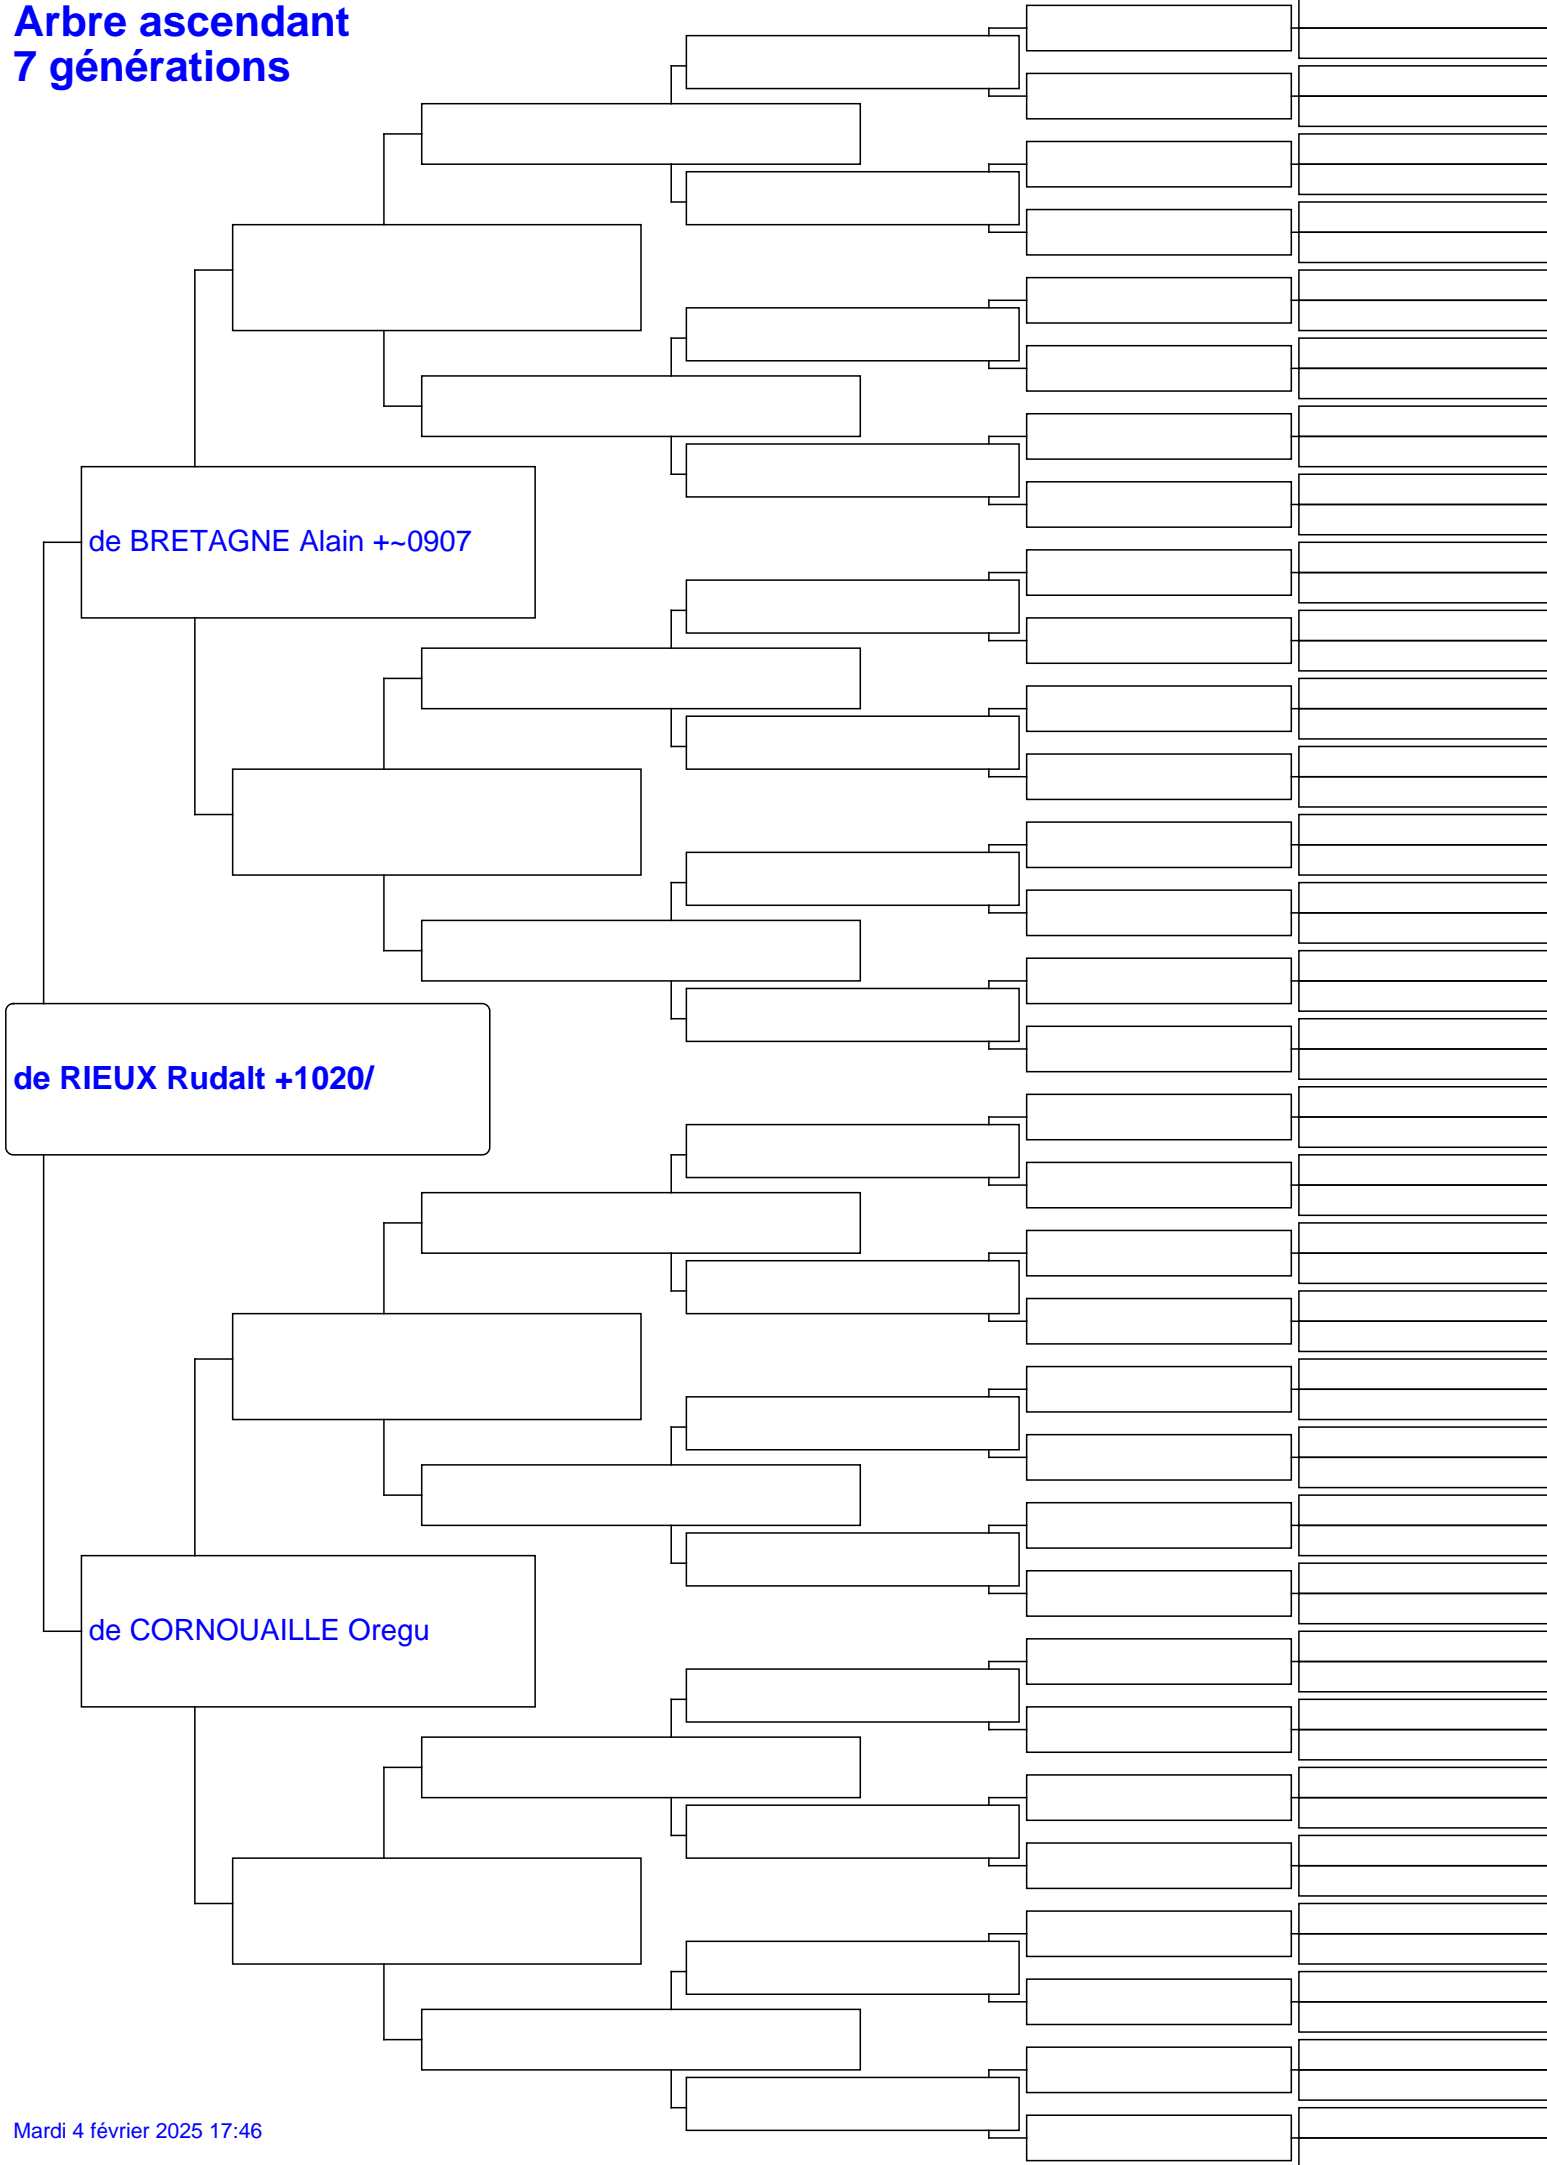 Arbre ascendant
7 générations
de BRETAGNE Alain +~0907
de RIEUX Rudalt +1020/
de CORNOUAILLE Oregu
Mardi 4 février 2025 17:46